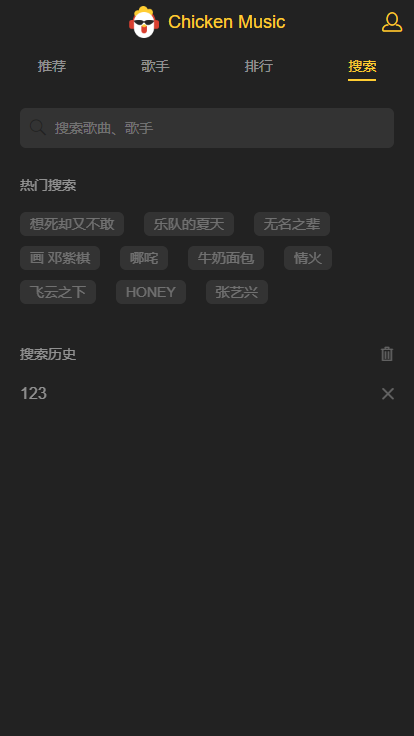 Chicken Music
推荐 歌手 排行 搜索
搜索歌曲、歌手
热门搜索
想死却又不敢 乐队的夏天 无名之辈
画 邓紫棋 哪咤 牛奶面包 情火
飞云之下 HONEY 张艺兴
搜索历史
123